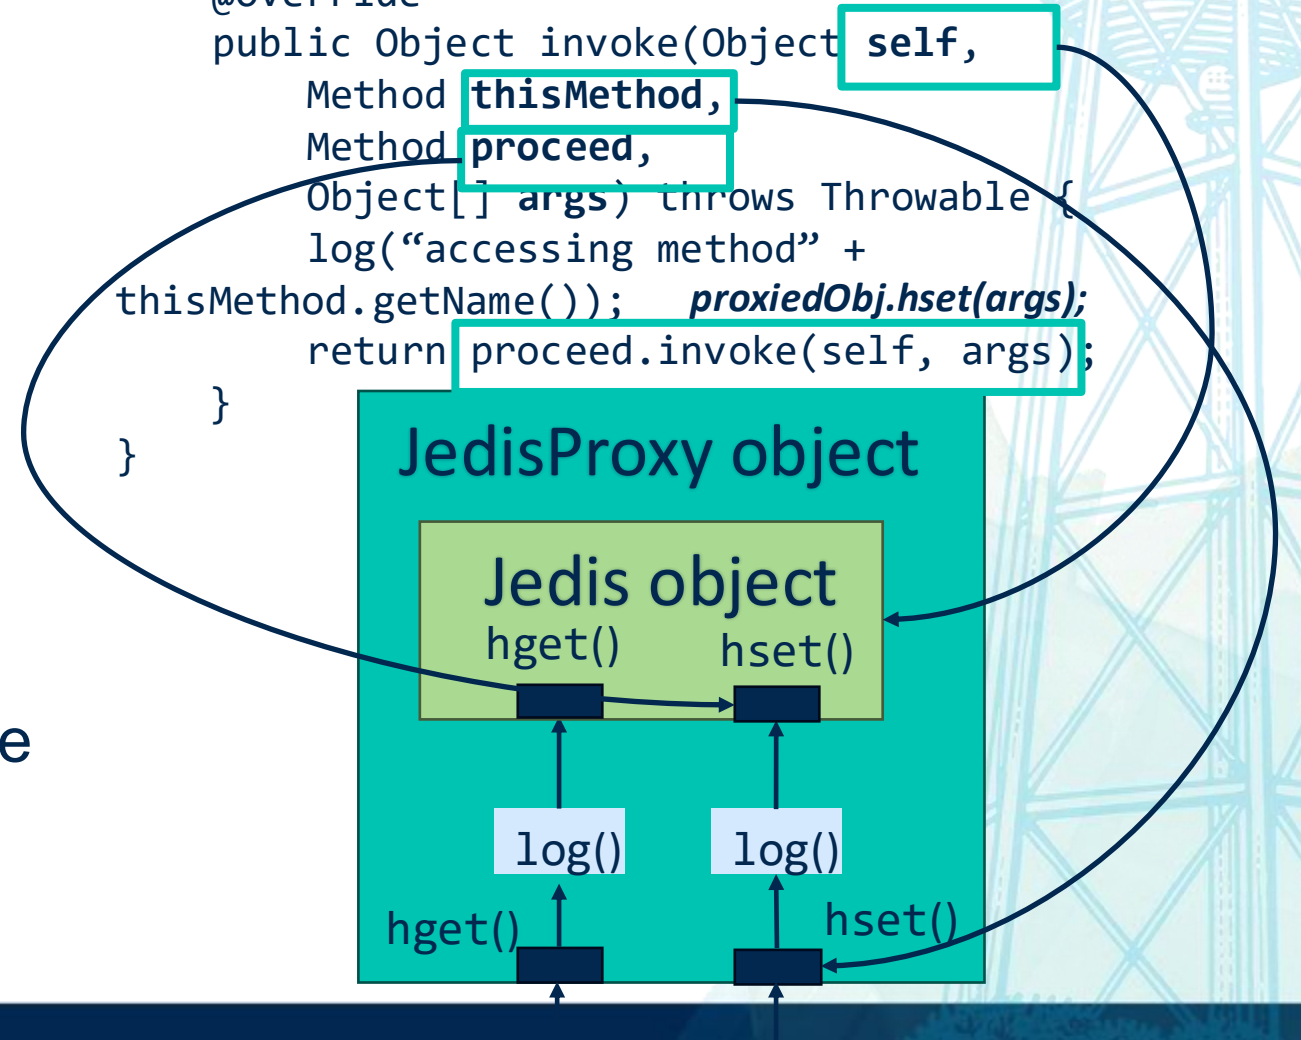 @Override
public Object invoke(Object self,
Method thisMethod,
Method proceed,
Object[] args) throws Throwable {
log(“accessing method” +
thisMethod.getName()); proxiedObj.hset(args);
return proceed.invoke(self, args);
}
}
JedisProxy object
Jedis object
hget() hset()
e
log() log()
hget() hset()